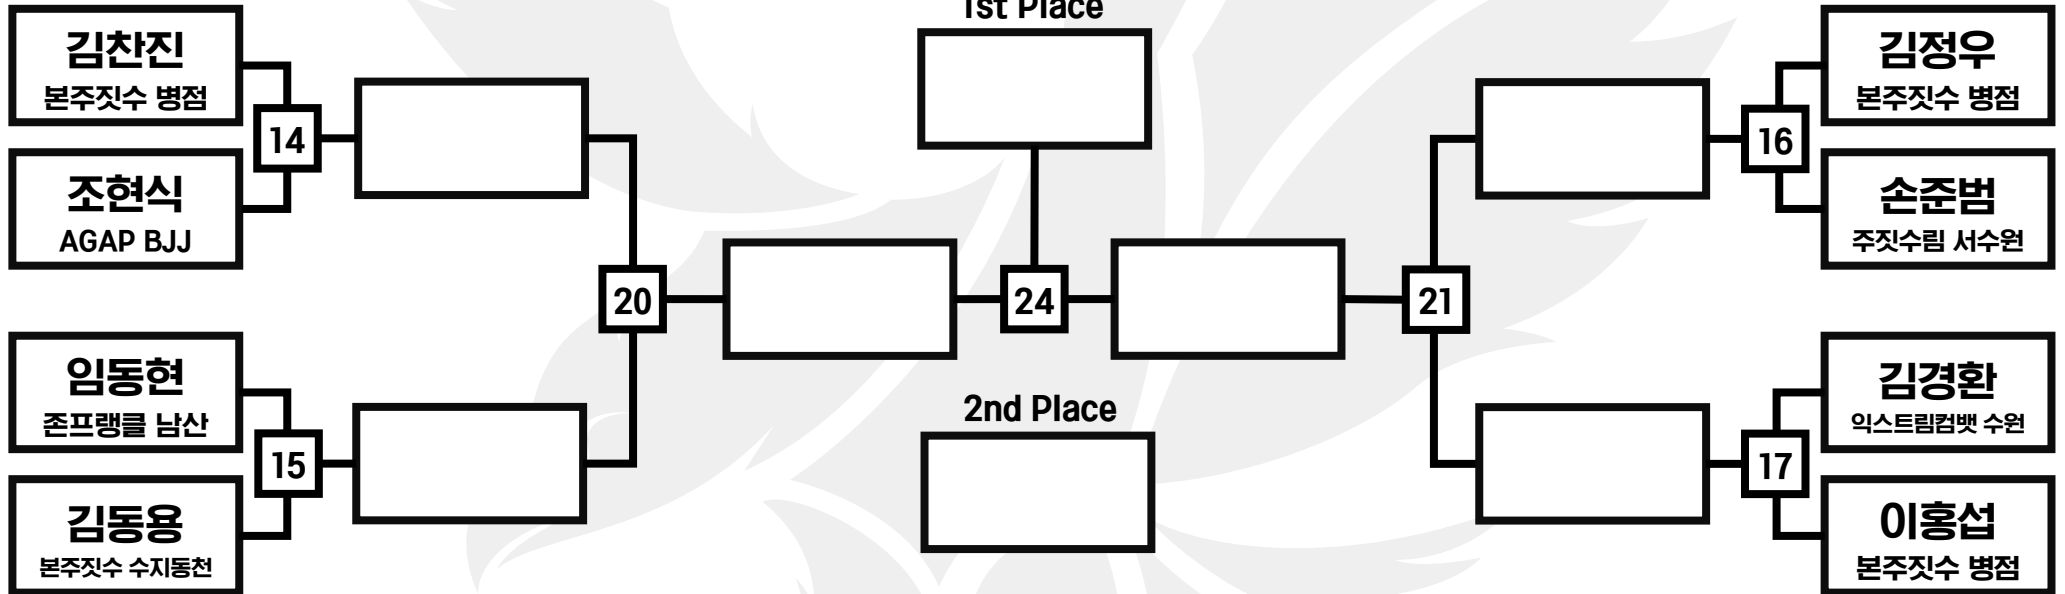 1st Place
김찬진
본주짓수 병점
14
조현식
AGAP BJJ
임동현
존프랭클 남산
15
김동용
본주짓수 수지동천
20
24
2nd Place
21
김정우
본주짓수 병점
16
손준범
주짓수림 서수원
김경환
익스트림컴뱃 수원
17
이홍섭
본주짓수 병점